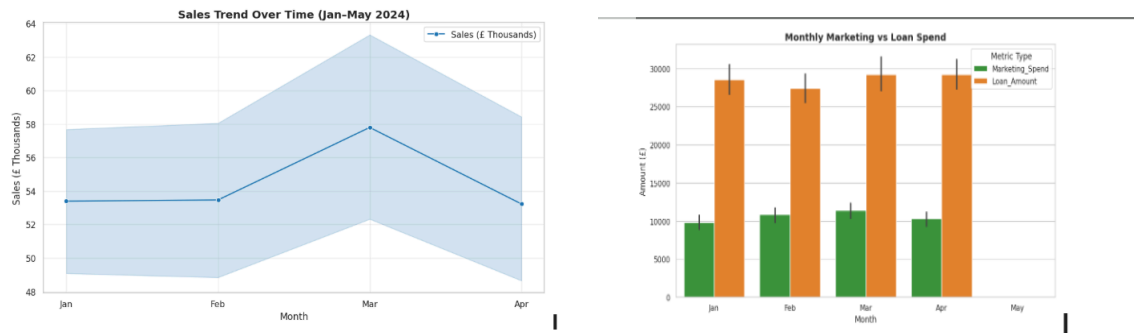 Sales Trend Over Time (Jan–May 2024)
Sales (£ Thousands)
Sales (£ Thousands)
64
62
60
58
56
54
52
50
48
Jan Feb Mar Apr
Month
Monthly Marketing vs Loan Spend
Metric Type
Marketing_Spend
Loan_Amount
Amount (£)
30000
25000
20000
15000
10000
5000
0
Jan Feb Mar Apr May
Month